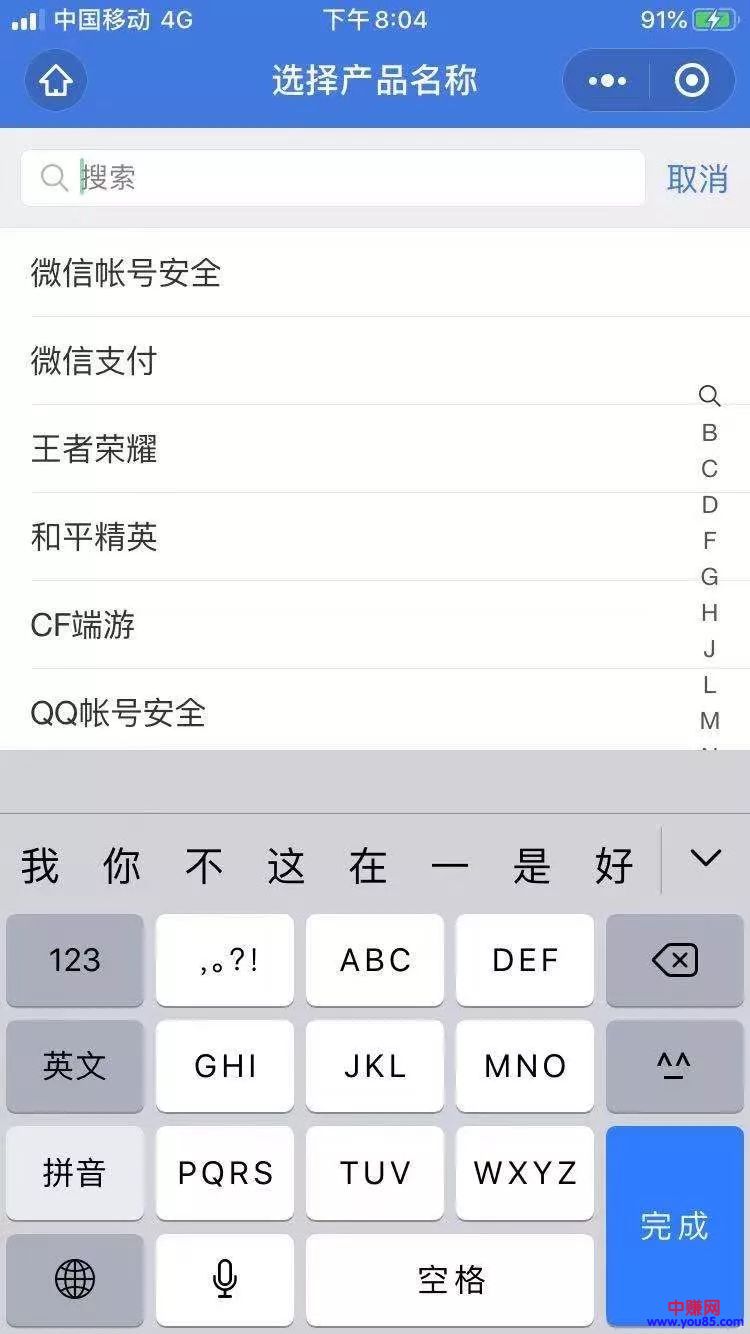 中国移动 4G 下午8:04 91%
选择产品名称
搜索 取消
微信帐号安全
微信支付
王者荣耀
和平精英
CF端游
QQ帐号安全
B
C
D
F
G
H
J
L
M
我 你 不 这 在 一 是 好
123 ,。?! ABC DEF
英文 GHI JKL MNO ^^
拼音 PQRS TUV WXYZ
完成
空格
中赚网
www.you85.com